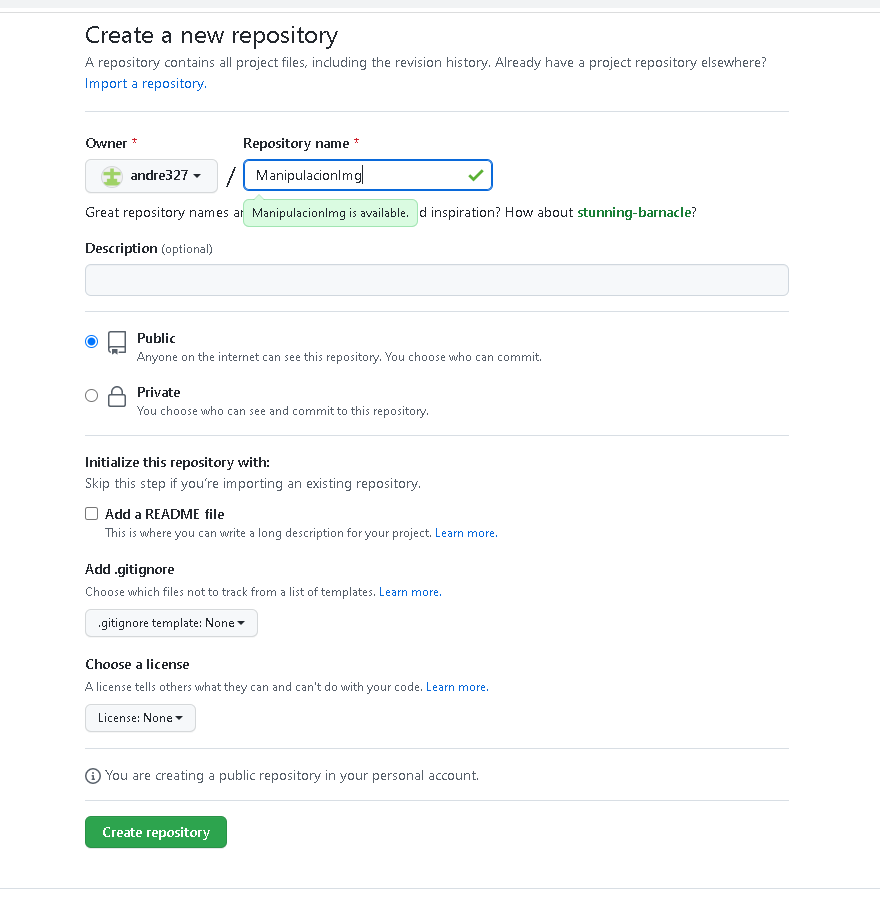 Create a new repository
A repository contains all project files, including the revision history. Already have a project repository elsewhere?
Import a repository.
Owner * Repository name *
andre327 / ManipulacionImg
Great repository names ar ManipulacionImg is available. d inspiration? How about stunning-barnacle?
Description (optional)
Public
Anyone on the internet can see this repository. You choose who can commit.
Private
You choose who can see and commit to this repository.
Initialize this repository with:
Skip this step if you're importing an existing repository.
Add a README file
This is where you can write a long description for your project. Learn more.
Add .gitignore
Choose which files not to track from a list of templates. Learn more.
.gitignore template: None
Choose a license
A license tells others what they can and can't do with your code. Learn more.
License: None
You are creating a public repository in your personal account.
Create repository